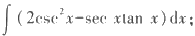 ∫(2csc²x−sec xtan x)dx;